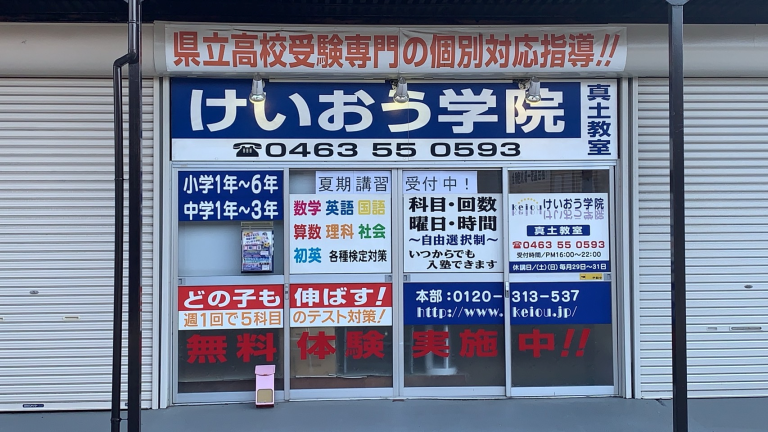 県立高校受験専門の個別対応指導!!
けいおう学院
真土教室
☎0463 55 0593
小学1年～6年
中学1年～3年
夏期講習
受付中!
数学 英語 国語
算数 理科 社会
初英 各種検定対策
科目・回数
曜日・時間
～自由選択制～
いつからでも
入塾できます
けいおう学院
真土教室
☎0463 55 0593
受付時間/PM16:00～22:00
休講日/(土)(日) 毎月29日～31日
どの子も 伸ばす!
週1回で5科目 のテスト対策!
本部:0120- 313-537
http://www. keiou.jp/
無料 体験 実施 中!!